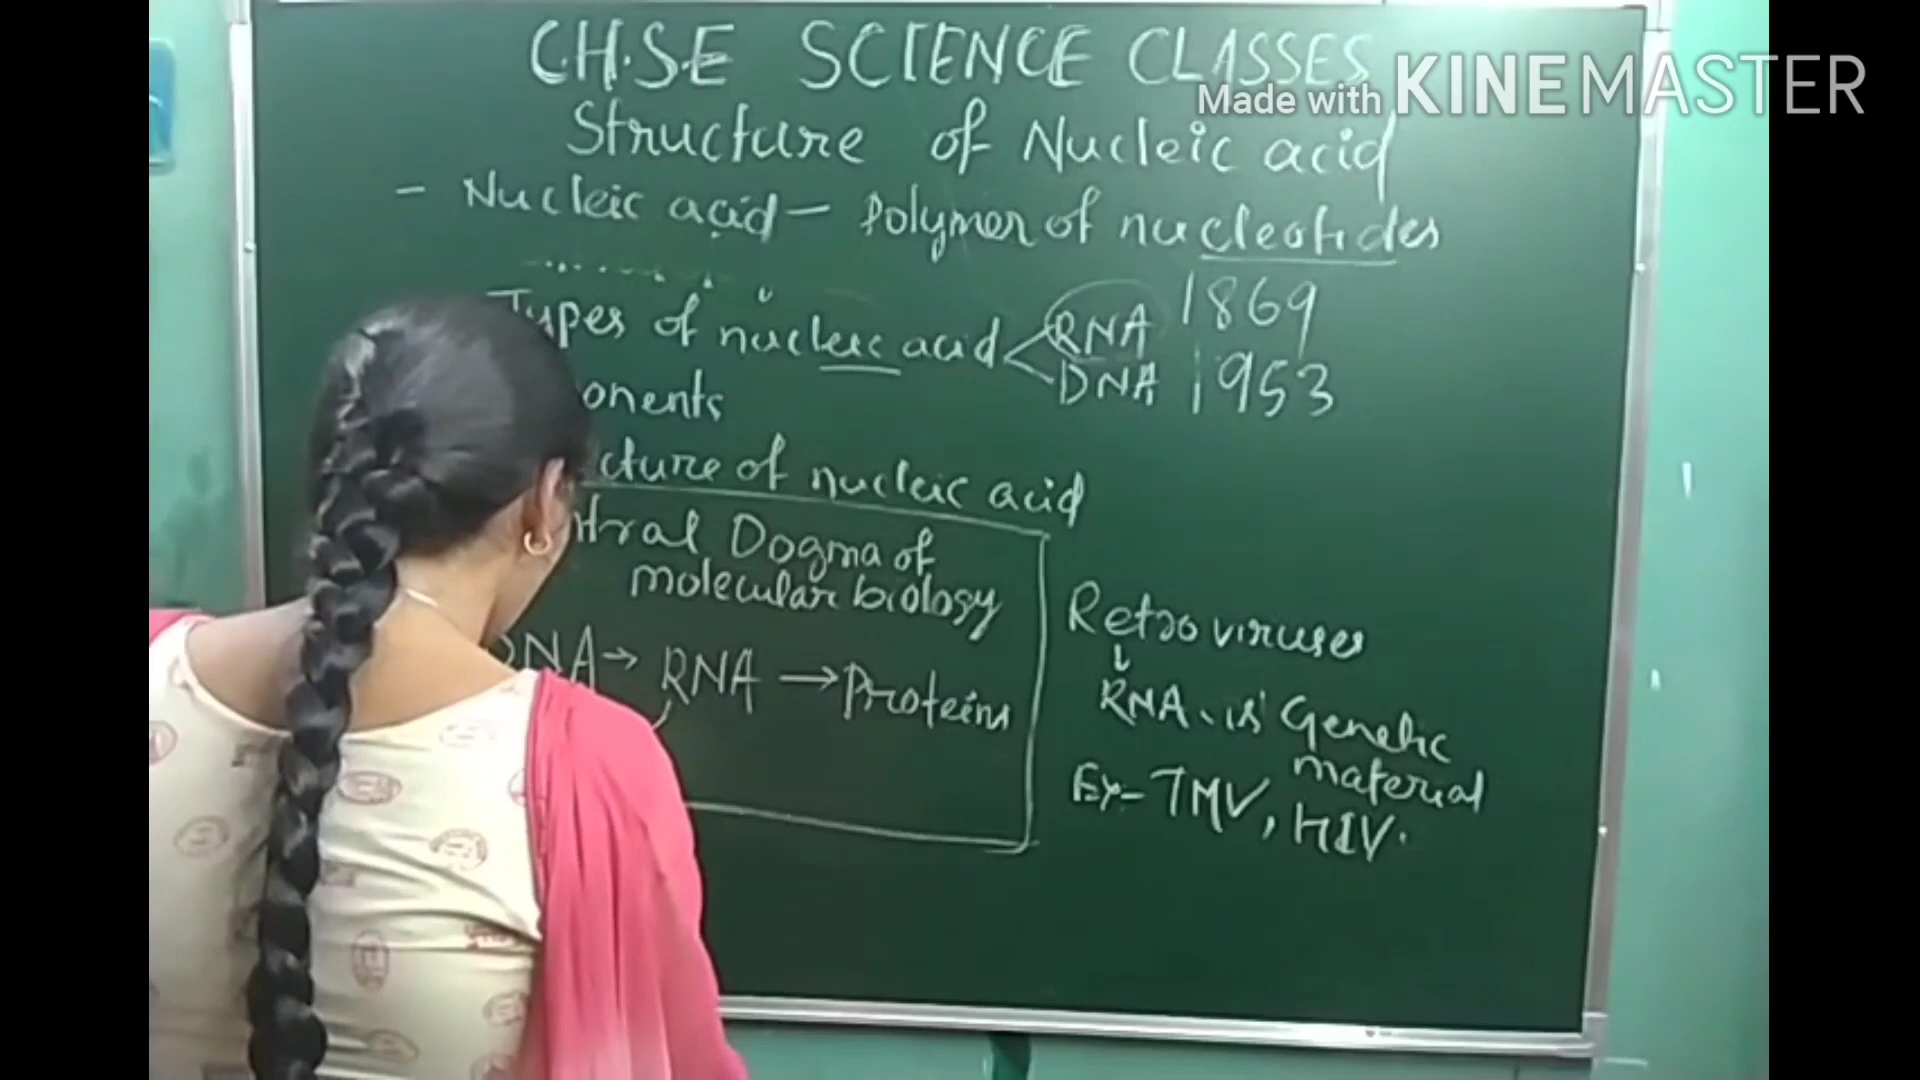 C.H.S.E SCIENCE CLASSES
Made with KINEMASTER
Structure of Nucleic acid
- Nucleic acid - Polymer of nucleotides
Types of nucleic acid RNA 1869
DNA 1953
onents
cture of nucleic acid
tral Dogma of
molecular biology
DNA → RNA → Proteins
Retroviruses
↓
RNA is Genetic
material
Ex- TMV, HIV.